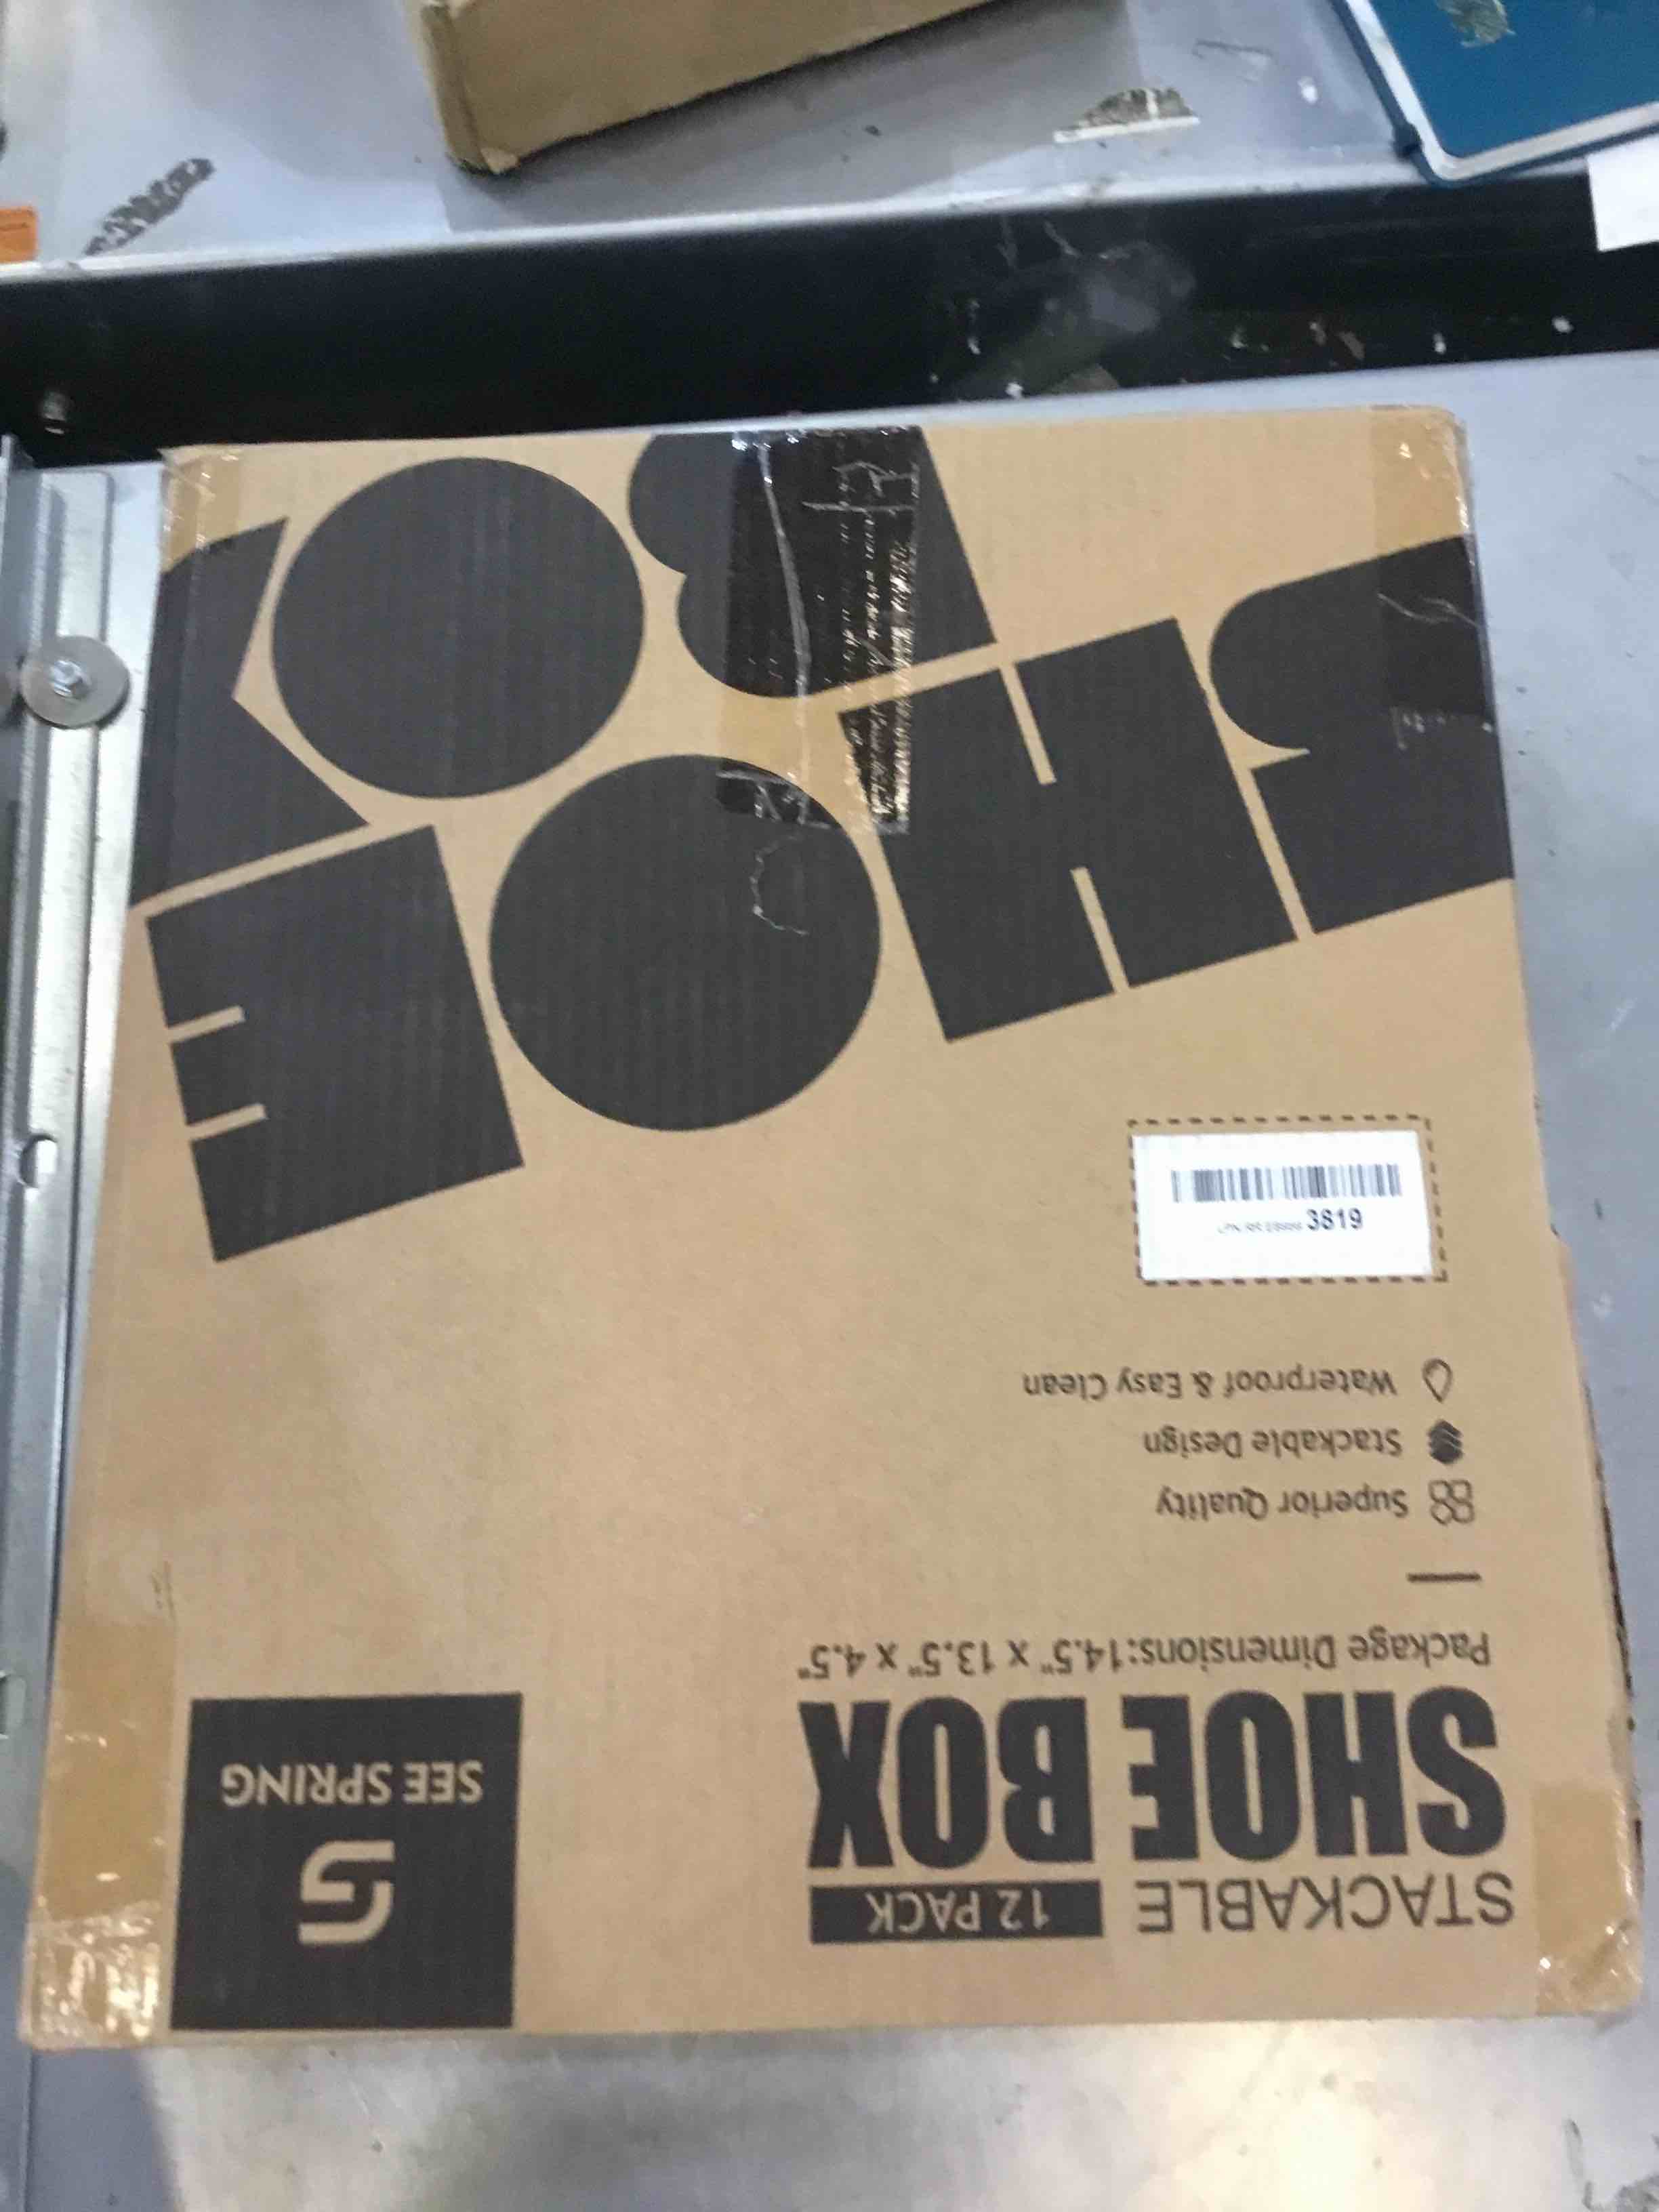 STACKABLE 12 PACK
SHOE BOX
Package Dimensions:14.5" x 13.5" x 4.5"
Superior Quality
Stackable Design
Waterproof & Easy Clean
SEE SPRING
3819
SHOE
BOX